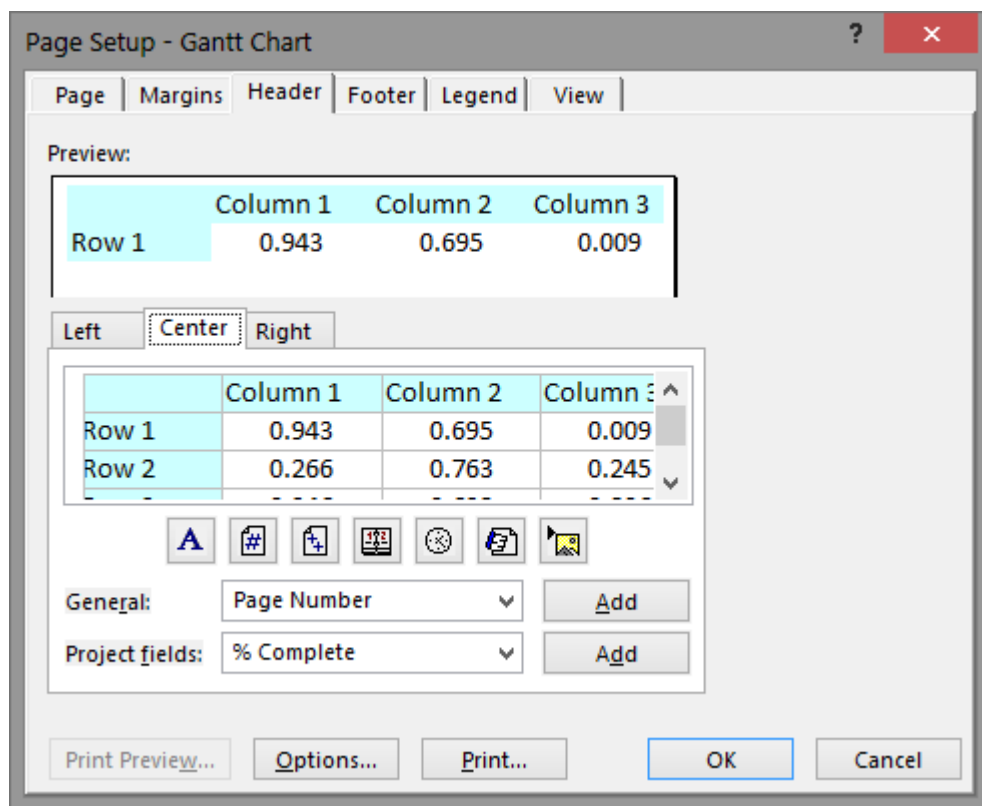 Page Setup - Gantt Chart ?
Page Margins Header Footer Legend View
Preview:
Column 1 Column 2 Column 3
Row 1 0.943 0.695 0.009
Left Center Right
Column 1 Column 2 Column
Row 1 0.943 0.695 0.009
Row 2 0.266 0.763 0.245
A #
General: Page Number Add
Project fields: % Complete Add
Print Preview... Options... Print... OK Cancel